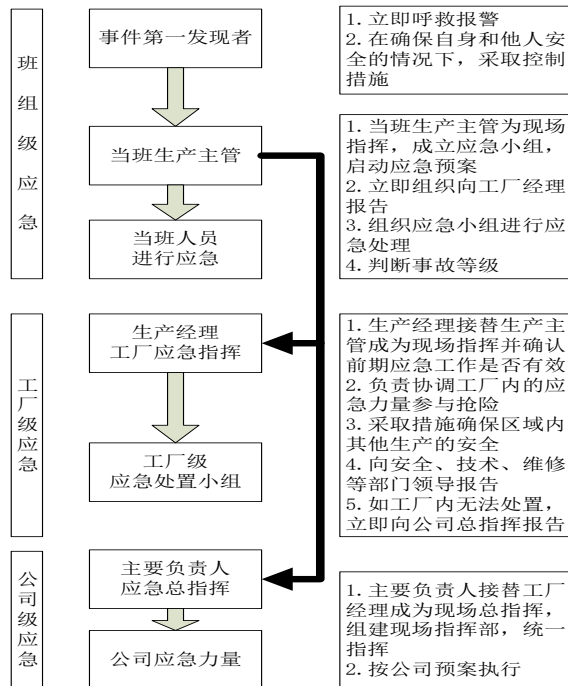 班组级应急
事件第一发现者
1. 立即呼救报警
2. 在确保自身和他人安
全的情况下，采取控制
措施
当班生产主管
1. 当班生产主管为现场
指挥，成立应急小组，
启动应急预案
2. 立即组织向工厂经理
报告
3. 组织应急小组进行应
急处理
4. 判断事故等级
当班人员
进行应急
工厂级应急
生产经理
工厂应急指挥
1. 生产经理接替生产主
管成为现场指挥并确认
前期应急工作是否有效
2. 负责协调工厂内的应
急力量参与抢险
3. 采取措施确保区域内
其他生产的安全
4. 向安全、技术、维修
等部门领导报告
5. 如工厂内无法处置，
立即向公司总指挥报告
工厂级
应急处置小组
公司级应急
主要负责人
应急总指挥
1. 主要负责人接替工厂
经理成为现场总指挥，
组建现场指挥部，统一
指挥
2. 按公司预案执行
公司应急力量